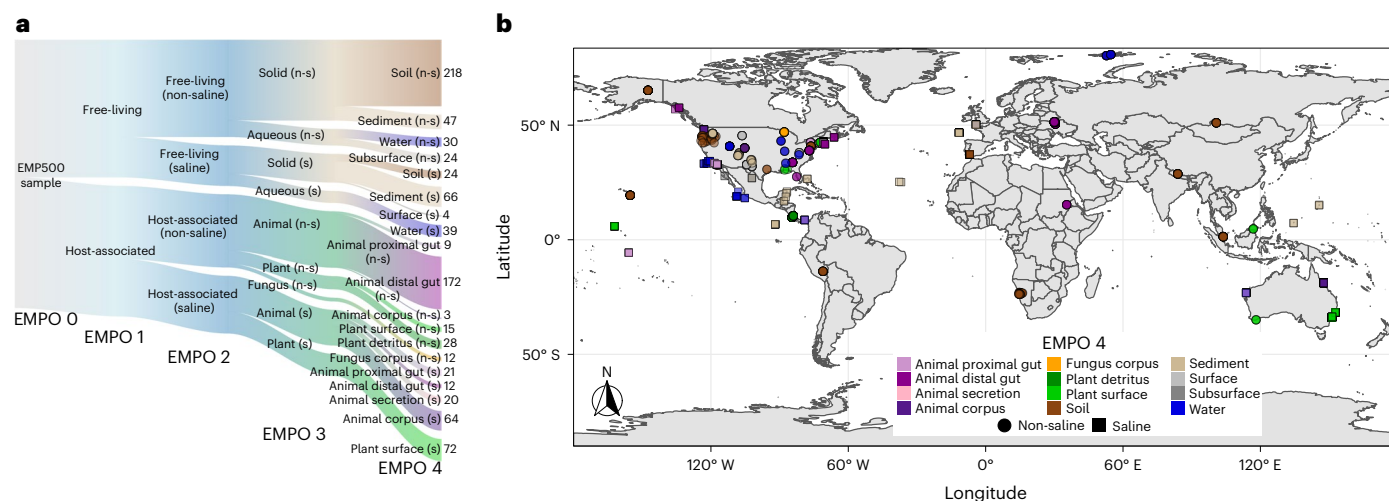 a
EMP500
sample
Free-living
Host-associated
Free-living
(non-saline)
Free-living
(saline)
Host-associated
(non-saline)
Host-associated
(saline)
Solid (n-s)
Aqueous (n-s)
Solid (s)
Aqueous (s)
Animal (n-s)
Plant (n-s)
Fungus (n-s)
Animal (s)
Plant (s)
Soil (n-s) 218
Sediment (n-s) 47
Water (n-s) 30
Subsurface (n-s) 24
Soil (s) 24
Sediment (s) 66
Surface (s) 4
Water (s) 39
Animal proximal gut 9
(n-s)
Animal distal gut 172
(n-s)
Animal corpus (n-s) 3
Plant surface (n-s) 15
Plant detritus (n-s) 28
Fungus corpus (n-s) 12
Animal proximal gut (s) 21
Animal distal gut (s) 12
Animal secretion (s) 20
Animal corpus (s) 64
Plant surface (s) 72
EMPO 0
EMPO 1
EMPO 2
EMPO 3
EMPO 4
b
Latitude
50° N
0°
50° S
N
EMPO 4
Animal proximal gut
Animal distal gut
Animal secretion
Animal corpus
Fungus corpus
Plant detritus
Plant surface
Soil
Sediment
Surface
Subsurface
Water
Non-saline
Saline
120° W
60° W
0°
60° E
120° E
Longitude